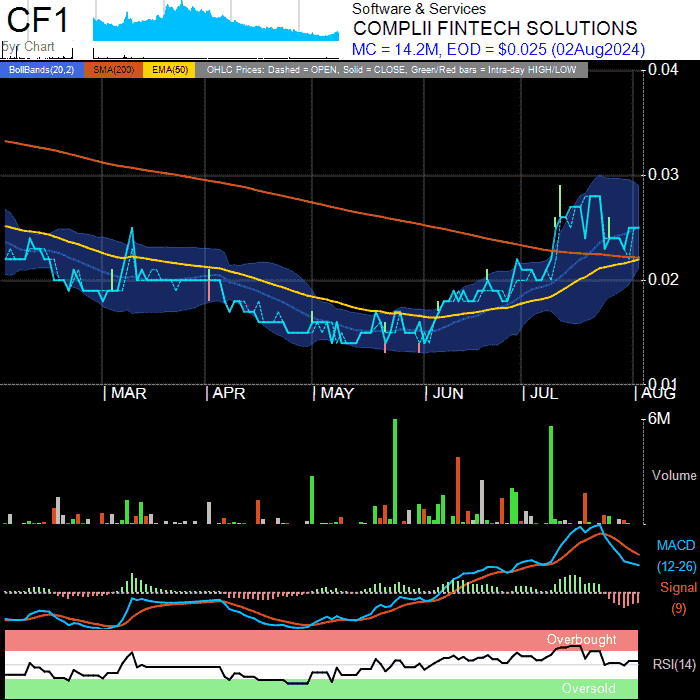 CF1
5yr Chart
Software & Services
COMPLII FINTECH SOLUTIONS
MC = 14.2M, EOD = $0.025 (02Aug2024)
BollBands(20,2) SMA(200) EMA(50) OHLC Prices: Dashed = OPEN, Solid = CLOSE, Green/Red bars = Intra-day HIGH/LOW
0.04
0.03
0.02
0.01
MAR APR MAY JUN JUL AUG
6M
Volume
MACD
(12-26)
Signal
(9)
Overbought
RSI(14)
Oversold